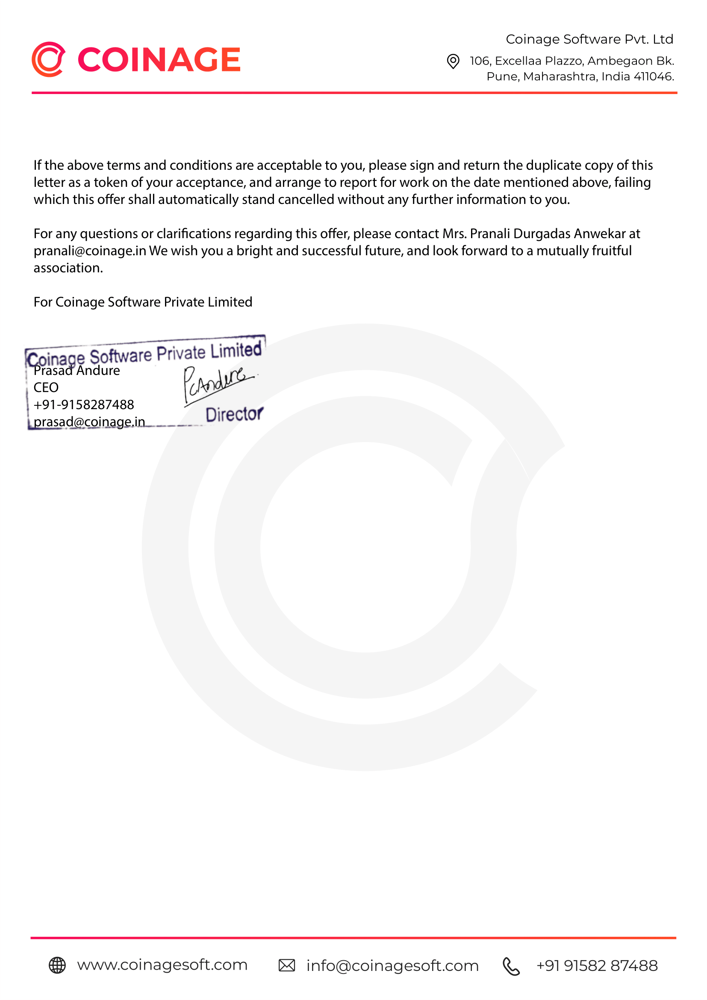 COINAGE
Coinage Software Pvt. Ltd
106, Excellaa Plazzo, Ambegaon Bk.
Pune, Maharashtra, India 411046.
If the above terms and conditions are acceptable to you, please sign and return the duplicate copy of this
letter as a token of your acceptance, and arrange to report for work on the date mentioned above, failing
which this offer shall automatically stand cancelled without any further information to you.
For any questions or clarifications regarding this offer, please contact Mrs. Pranali Durgadas Anwekar at
pranali@coinage.in We wish you a bright and successful future, and look forward to a mutually fruitful
association.
For Coinage Software Private Limited
Coinage Software Private Limited
Prasad Andure
CEO
+91-9158287488
prasad@coinage.in
PcAndure
Director
www.coinagesoft.com
info@coinagesoft.com
+91 91582 87488